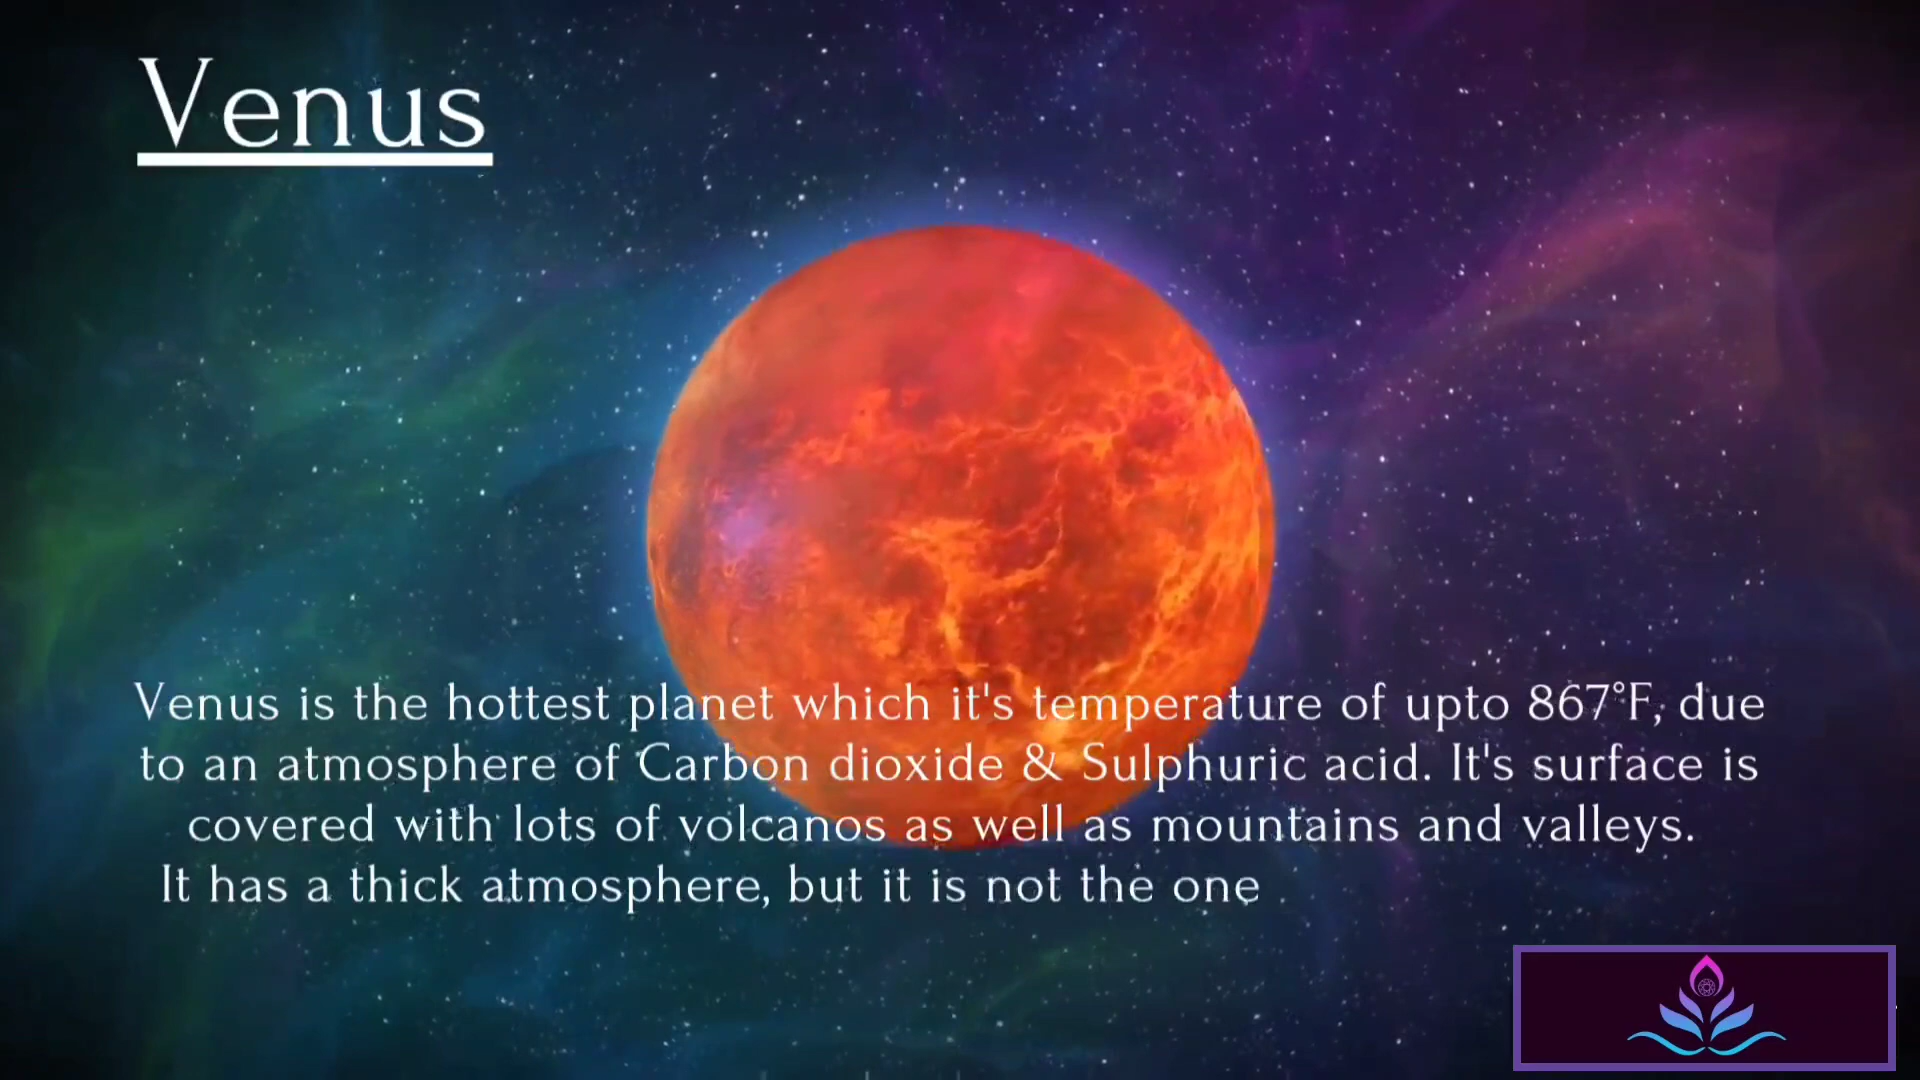 Venus
Venus is the hottest planet which it's temperature of upto 867°F, due
to an atmosphere of Carbon dioxide & Sulphuric acid. It's surface is
covered with lots of volcanos as well as mountains and valleys.
It has a thick atmosphere, but it is not the one